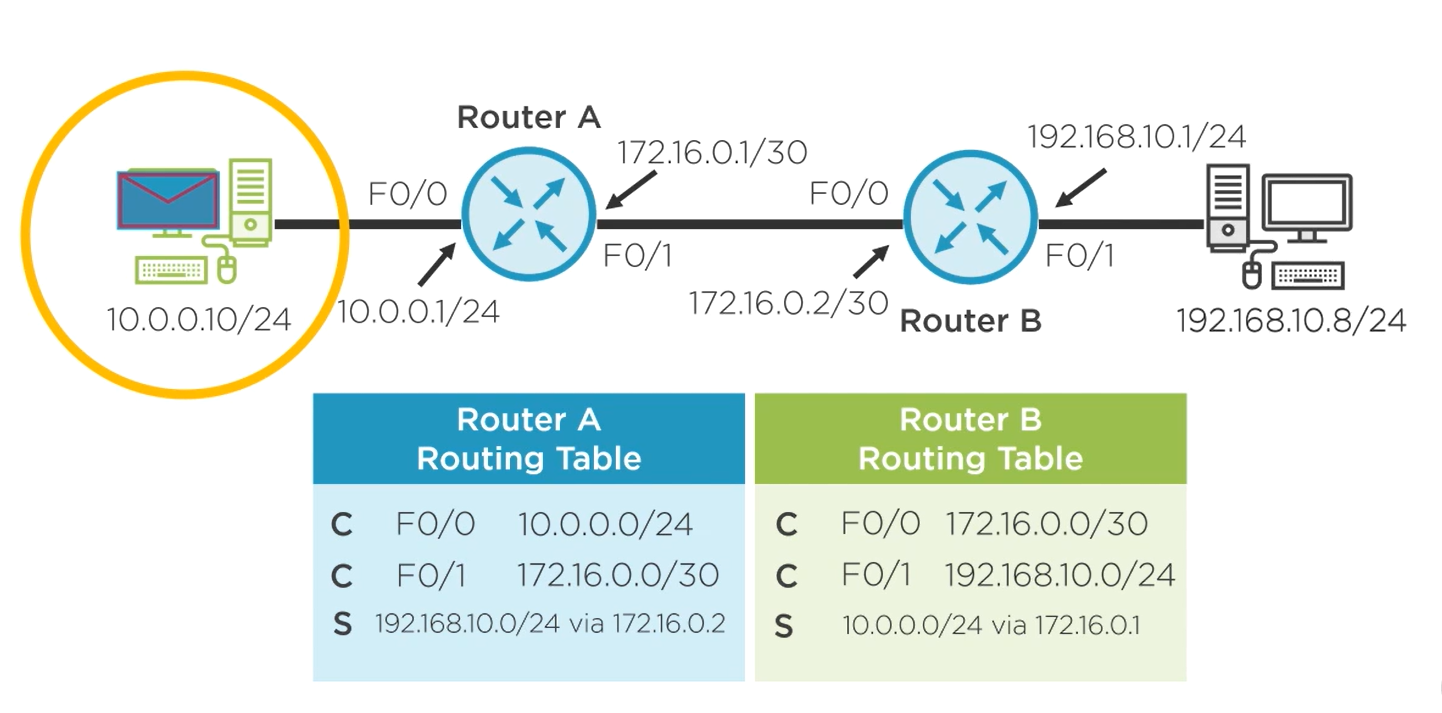 Router A
172.16.0.1/30
192.168.10.1/24
F0/0
F0/0
F0/1
F0/1
10.0.0.10/24
10.0.0.1/24
172.16.0.2/30
Router B
192.168.10.8/24
Router A
Routing Table
C F0/0 10.0.0.0/24
C F0/1 172.16.0.0/30
S 192.168.10.0/24 via 172.16.0.2
Router B
Routing Table
C F0/0 172.16.0.0/30
C F0/1 192.168.10.0/24
S 10.0.0.0/24 via 172.16.0.1